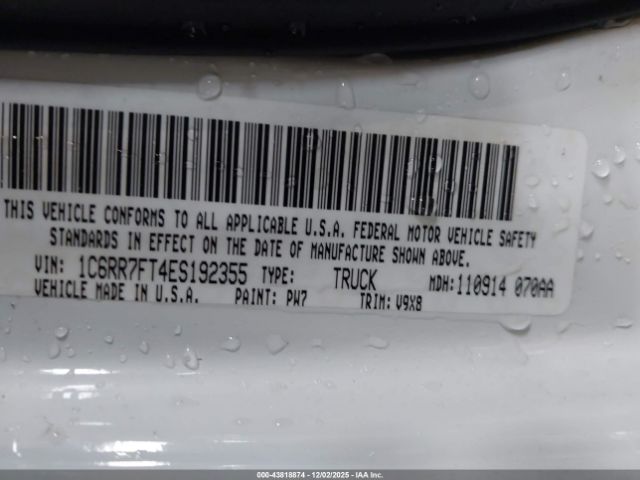 THIS VEHICLE CONFORMS TO ALL APPLICABLE U.S.A. FEDERAL MOTOR VEHICLE SAFETY
STANDARDS IN EFFECT ON THE DATE OF MANUFACTURE SHOWN ABOVE.
VIN: 1C6RR7FT4ES192355 TYPE: TRUCK MDH: 110914 070AA
VEHICLE MADE IN U.S.A. PAINT: PW7 TRIM: V9X8
000-43818874 | 12/02/2025 - IAAI.COM